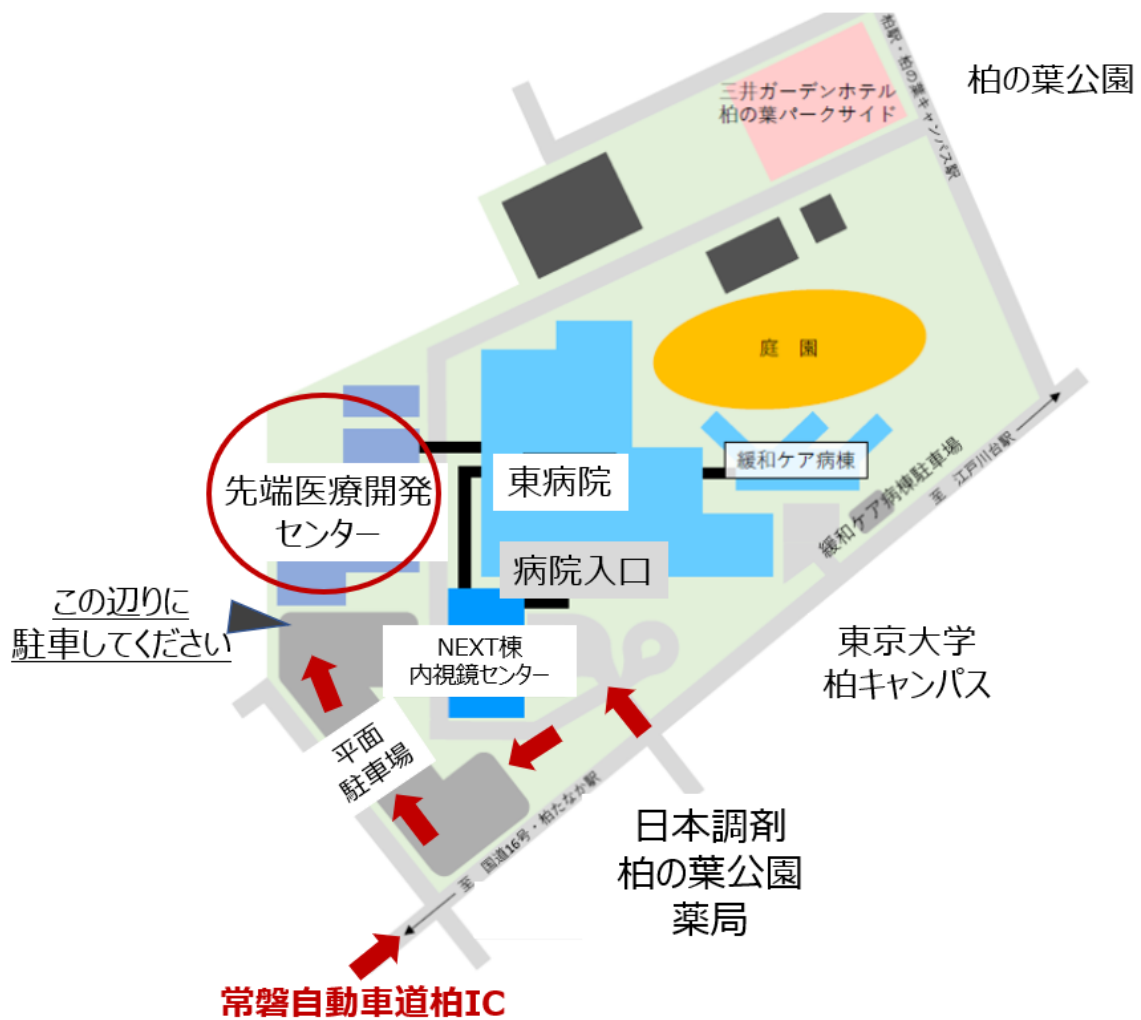 柏の葉公園
三井ガーデンホテル
柏の葉パークサイド
柏駅・柏の葉キャンパス駅
庭　園
緩和ケア病棟
東病院
先端医療開発
センター
緩和ケア病棟駐車場
至　江戸川台駅
病院入口
この辺りに
駐車してください
NEXT棟
内視鏡センター
東京大学
柏キャンパス
平面
駐車場
至　国道16号・柏たなか駅
日本調剤
柏の葉公園
薬局
常磐自動車道柏IC